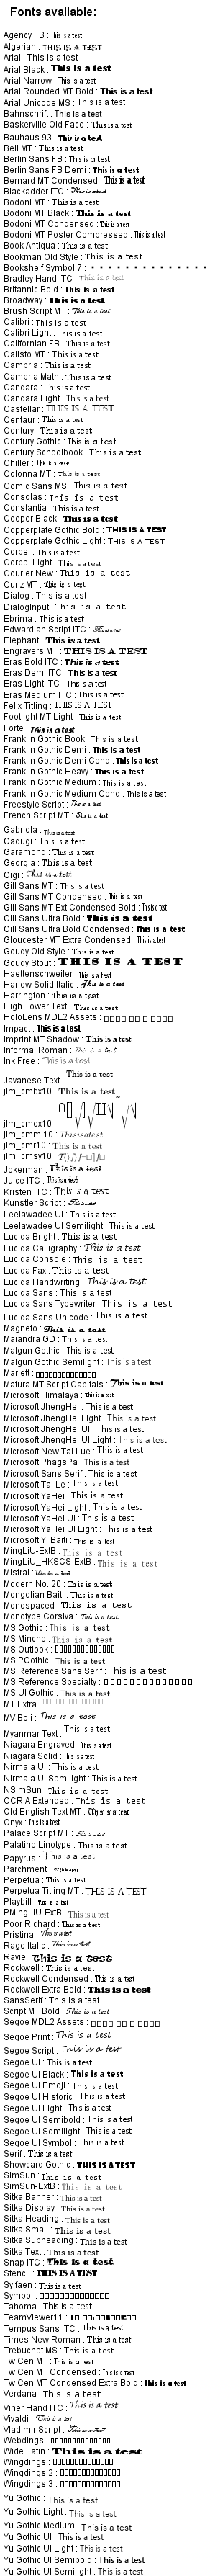 Fonts available:
Agency FB : This is a test
Algerian : THIS IS A TEST
Arial : This is a test
Arial Black : This is a test
Arial Narrow : This is a test
Arial Rounded MT Bold : This is a test
Arial Unicode MS : This is a test
Bahnschrift : This is a test
Baskerville Old Face : This is a test
Bauhaus 93 : This is a test
Bell MT : This is a test
Berlin Sans FB : This is a test
Berlin Sans FB Demi : This is a test
Bernard MT Condensed : This is a test
Blackadder ITC : This is a test
Bodoni MT : This is a test
Bodoni MT Black : This is a test
Bodoni MT Condensed : This is a test
Bodoni MT Poster Compressed : This is a test
Book Antiqua : This is a test
Bookman Old Style : This is a test
Bookshelf Symbol 7 :
Bradley Hand ITC : This is a test
Britannic Bold : This is a test
Broadway : This is a test
Brush Script MT : This is a test
Calibri : This is a test
Calibri Light : This is a test
Californian FB : This is a test
Calisto MT : This is a test
Cambria : This is a test
Cambria Math : This is a test
Candara : This is a test
Candara Light : This is a test
Castellar : THIS IS A TEST
Centaur : This is a test
Century : This is a test
Century Gothic : This is a test
Century Schoolbook : This is a test
Chiller : This is a test
Colonna MT : This is a test
Comic Sans MS : This is a test
Consolas : This is a test
Constantia : This is a test
Cooper Black : This is a test
Copperplate Gothic Bold : THIS IS A TEST
Copperplate Gothic Light : THIS IS A TEST
Corbel : This is a test
Corbel Light : This is a test
Courier New : This is a test
Curlz MT : This is a test
Dialog : This is a test
DialogInput : This is a test
Ebrima : This is a test
Edwardian Script ITC : This is a test
Elephant : This is a test
Engravers MT : THIS IS A TEST
Eras Bold ITC : This is a test
Eras Demi ITC : This is a test
Eras Light ITC : This is a test
Eras Medium ITC : This is a test
Felix Titling : THIS IS A TEST
Footlight MT Light : This is a test
Forte : This is a test
Franklin Gothic Book : This is a test
Franklin Gothic Demi : This is a test
Franklin Gothic Demi Cond : This is a test
Franklin Gothic Heavy : This is a test
Franklin Gothic Medium : This is a test
Franklin Gothic Medium Cond : This is a test
Freestyle Script : This is a test
French Script MT : This is a test
Gabriola : This is a test
Gadugi : This is a test
Garamond : This is a test
Georgia : This is a test
Gigi : This is a test
Gill Sans MT : This is a test
Gill Sans MT Condensed : This is a test
Gill Sans MT Ext Condensed Bold : This is a test
Gill Sans Ultra Bold : This is a test
Gill Sans Ultra Bold Condensed : This is a test
Gloucester MT Extra Condensed : This is a test
Goudy Old Style : This is a test
Goudy Stout : THIS IS A TEST
Haettenschweiler : This is a test
Harlow Solid Italic : This is a test
Harrington : This is a test
High Tower Text : This is a test
HoloLens MDL2 Assets :
Impact : This is a test
Imprint MT Shadow : This is a test
Informal Roman : This is a test
Ink Free : This is a test
Javanese Text : This is a test
jlm_cmbx10 : This is a test
jlm_cmex10 :
jlm_cmmi10 : Thisisatest
jlm_cmr10 : This is a test
jlm_cmsy10 :
Jokerman : This is a test
Juice ITC : This is a test
Kristen ITC : This is a test
Kunstler Script : This is a test
Leelawadee UI : This is a test
Leelawadee UI Semilight : This is a test
Lucida Bright : This is a test
Lucida Calligraphy : This is a test
Lucida Console : This is a test
Lucida Fax : This is a test
Lucida Handwriting : This is a test
Lucida Sans : This is a test
Lucida Sans Typewriter : This is a test
Lucida Sans Unicode : This is a test
Magneto : This is a test
Maiandra GD : This is a test
Malgun Gothic : This is a test
Malgun Gothic Semilight : This is a test
Marlett :
Matura MT Script Capitals : This is a test
Microsoft Himalaya : This is a test
Microsoft JhengHei : This is a test
Microsoft JhengHei Light : This is a test
Microsoft JhengHei UI : This is a test
Microsoft JhengHei UI Light : This is a test
Microsoft New Tai Lue : This is a test
Microsoft PhagsPa : This is a test
Microsoft Sans Serif : This is a test
Microsoft Tai Le : This is a test
Microsoft YaHei : This is a test
Microsoft YaHei Light : This is a test
Microsoft YaHei UI : This is a test
Microsoft YaHei UI Light : This is a test
Microsoft Yi Baiti : This is a test
MingLiU-ExtB : This is a test
MingLiU_HKSCS-ExtB : This is a test
Mistral : This is a test
Modern No. 20 : This is a test
Mongolian Baiti : This is a test
Monospaced : This is a test
Monotype Corsiva : This is a test
MS Gothic : This is a test
MS Mincho : This is a test
MS Outlook :
MS PGothic : This is a test
MS Reference Sans Serif : This is a test
MS Reference Specialty :
MS UI Gothic : This is a test
MT Extra :
MV Boli : This is a test
Myanmar Text : This is a test
Niagara Engraved : This is a test
Niagara Solid : This is a test
Nirmala UI : This is a test
Nirmala UI Semilight : This is a test
NSimSun : This is a test
OCR A Extended : This is a test
Old English Text MT : This is a test
Onyx : This is a test
Palace Script MT : This is a test
Palatino Linotype : This is a test
Papyrus : This is a test
Parchment :
Perpetua : This is a test
Perpetua Titling MT : THIS IS A TEST
Playbill : This is a test
PMingLiU-ExtB : This is a test
Poor Richard : This is a test
Pristina : This is a test
Rage Italic : This is a test
Ravie : This is a test
Rockwell : This is a test
Rockwell Condensed : This is a test
Rockwell Extra Bold : This is a test
SansSerif : This is a test
Script MT Bold : This is a test
Segoe MDL2 Assets :
Segoe Print : This is a test
Segoe Script : This is a test
Segoe UI : This is a test
Segoe UI Black : This is a test
Segoe UI Emoji : This is a test
Segoe UI Historic : This is a test
Segoe UI Light : This is a test
Segoe UI Semibold : This is a test
Segoe UI Semilight : This is a test
Segoe UI Symbol : This is a test
Serif : This is a test
Showcard Gothic : THIS IS A TEST
SimSun : This is a test
SimSun-ExtB : This is a test
Sitka Banner : This is a test
Sitka Display : This is a test
Sitka Heading : This is a test
Sitka Small : This is a test
Sitka Subheading : This is a test
Sitka Text : This is a test
Snap ITC : This is a test
Stencil : THIS IS A TEST
Sylfaen : This is a test
Symbol :
Tahoma : This is a test
TeamViewer11 :
Tempus Sans ITC : This is a test
Times New Roman : This is a test
Trebuchet MS : This is a test
Tw Cen MT : This is a test
Tw Cen MT Condensed : This is a test
Tw Cen MT Condensed Extra Bold : This is a test
Verdana : This is a test
Viner Hand ITC : This is a test
Vivaldi : This is a test
Vladimir Script : This is a test
Webdings :
Wide Latin : This is a test
Wingdings :
Wingdings 2 :
Wingdings 3 :
Yu Gothic : This is a test
Yu Gothic Light : This is a test
Yu Gothic Medium : This is a test
Yu Gothic UI : This is a test
Yu Gothic UI Light : This is a test
Yu Gothic UI Semibold : This is a test
Yu Gothic UI Semilight : This is a test